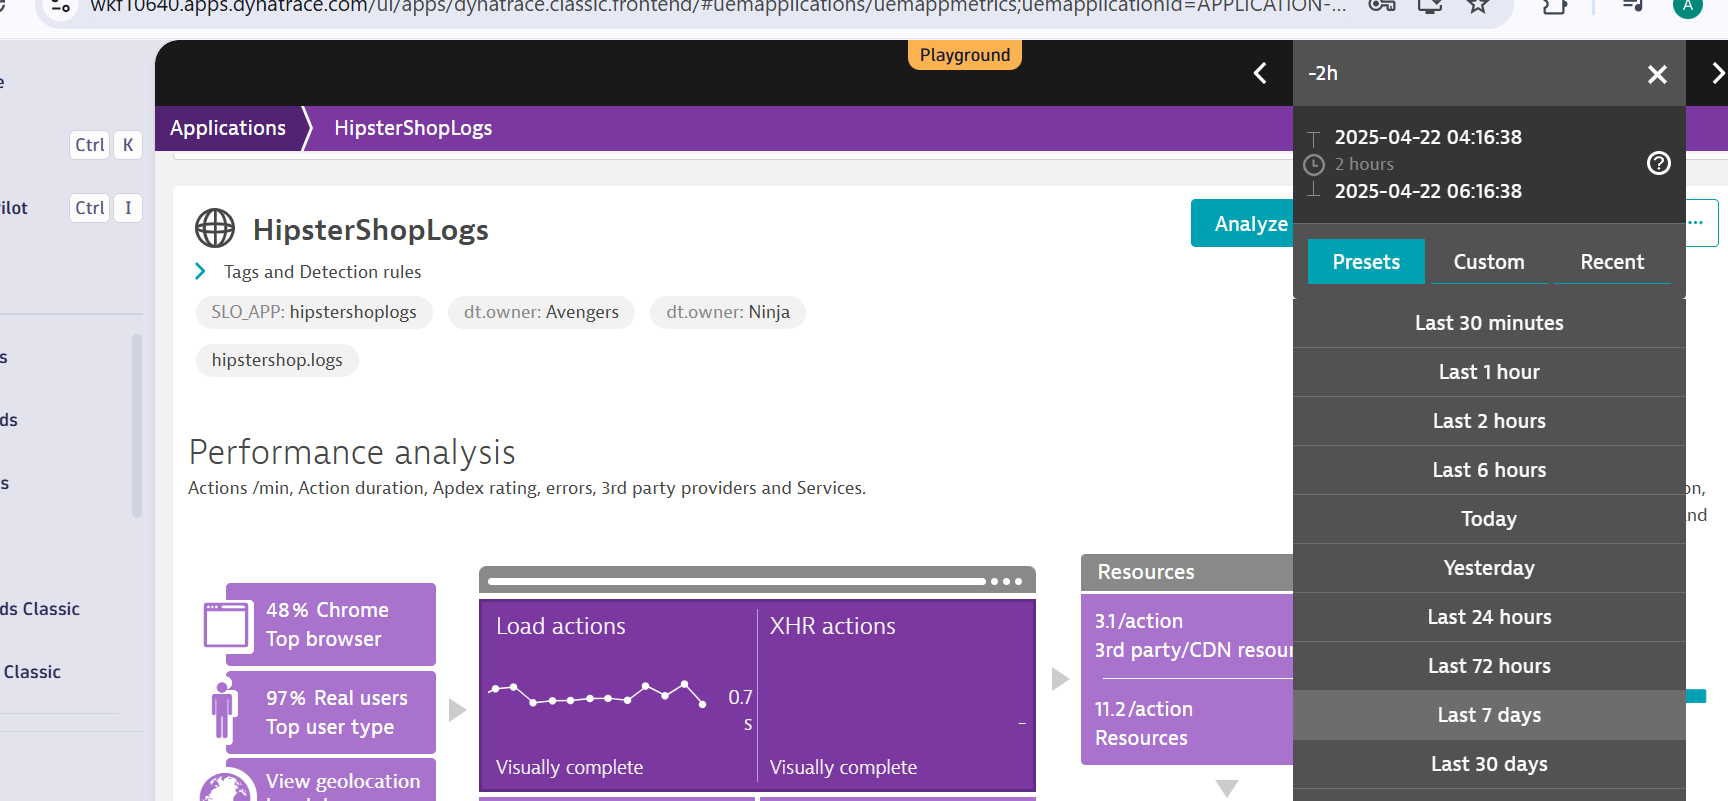 wkf10640.apps.dynatrace.com/ui/apps/dynatrace.classic.frontend/#uemapplications/uemappmetrics;uemapplicationId=APPLICATION-...
A
Playground
-2h
e
Applications
HipsterShopLogs
Ctrl K
2025-04-22 04:16:38
2 hours
2025-04-22 06:16:38
ilot
Ctrl I
HipsterShopLogs
Analyze
...
Tags and Detection rules
Presets
Custom
Recent
SLO_APP: hipstershoplogs
dt.owner: Avengers
dt.owner: Ninja
hipstershop.logs
Last 30 minutes
Last 1 hour
Last 2 hours
Last 6 hours
Today
Yesterday
Last 24 hours
Last 72 hours
Last 7 days
Last 30 days
s
ds
s
ds Classic
Classic
Performance analysis
Actions /min, Action duration, Apdex rating, errors, 3rd party providers and Services.
on,
nd
48% Chrome
Top browser
97% Real users
Top user type
View geolocation
Load actions
0.7
s
Visually complete
XHR actions
–
Visually complete
Resources
3.1 /action
3rd party/CDN resour
11.2 /action
Resources